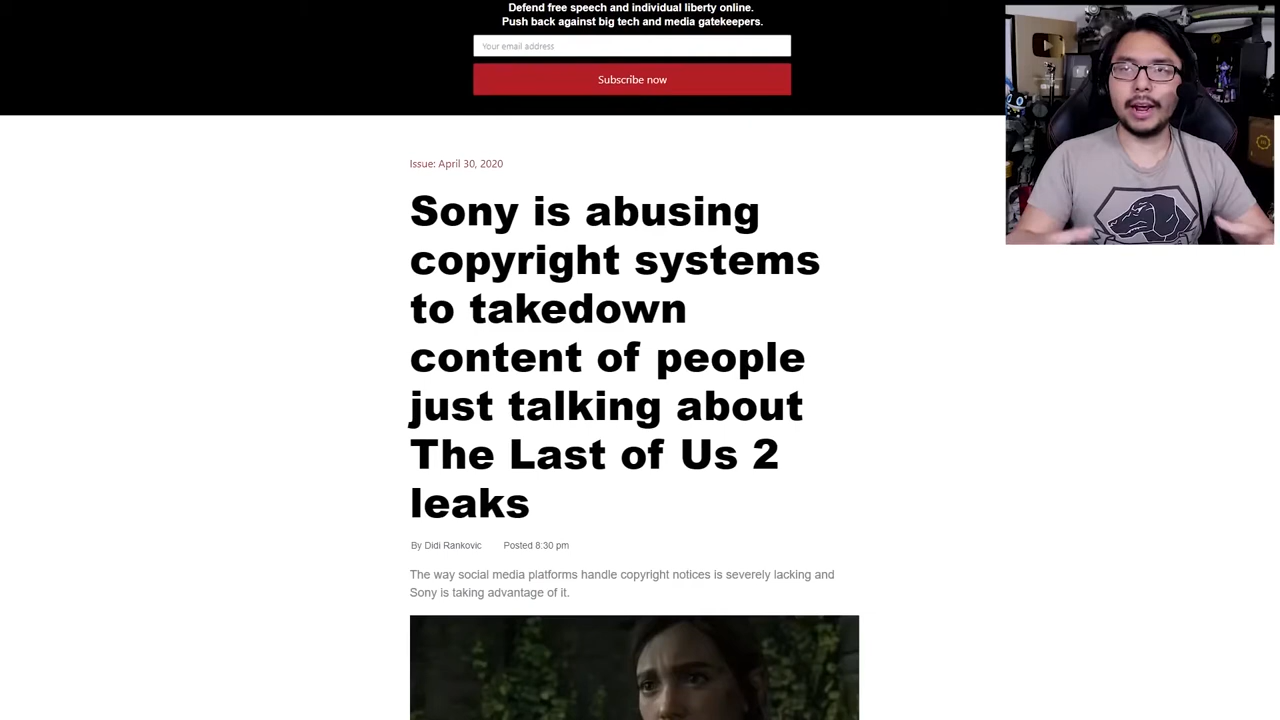 Defend free speech and individual liberty online.
Push back against big tech and media gatekeepers.
Your email address
Subscribe now
Issue: April 30, 2020
Sony is abusing
copyright systems
to takedown
content of people
just talking about
The Last of Us 2
leaks
By Didi Rankovic Posted 8:30 pm
The way social media platforms handle copyright notices is severely lacking and
Sony is taking advantage of it.